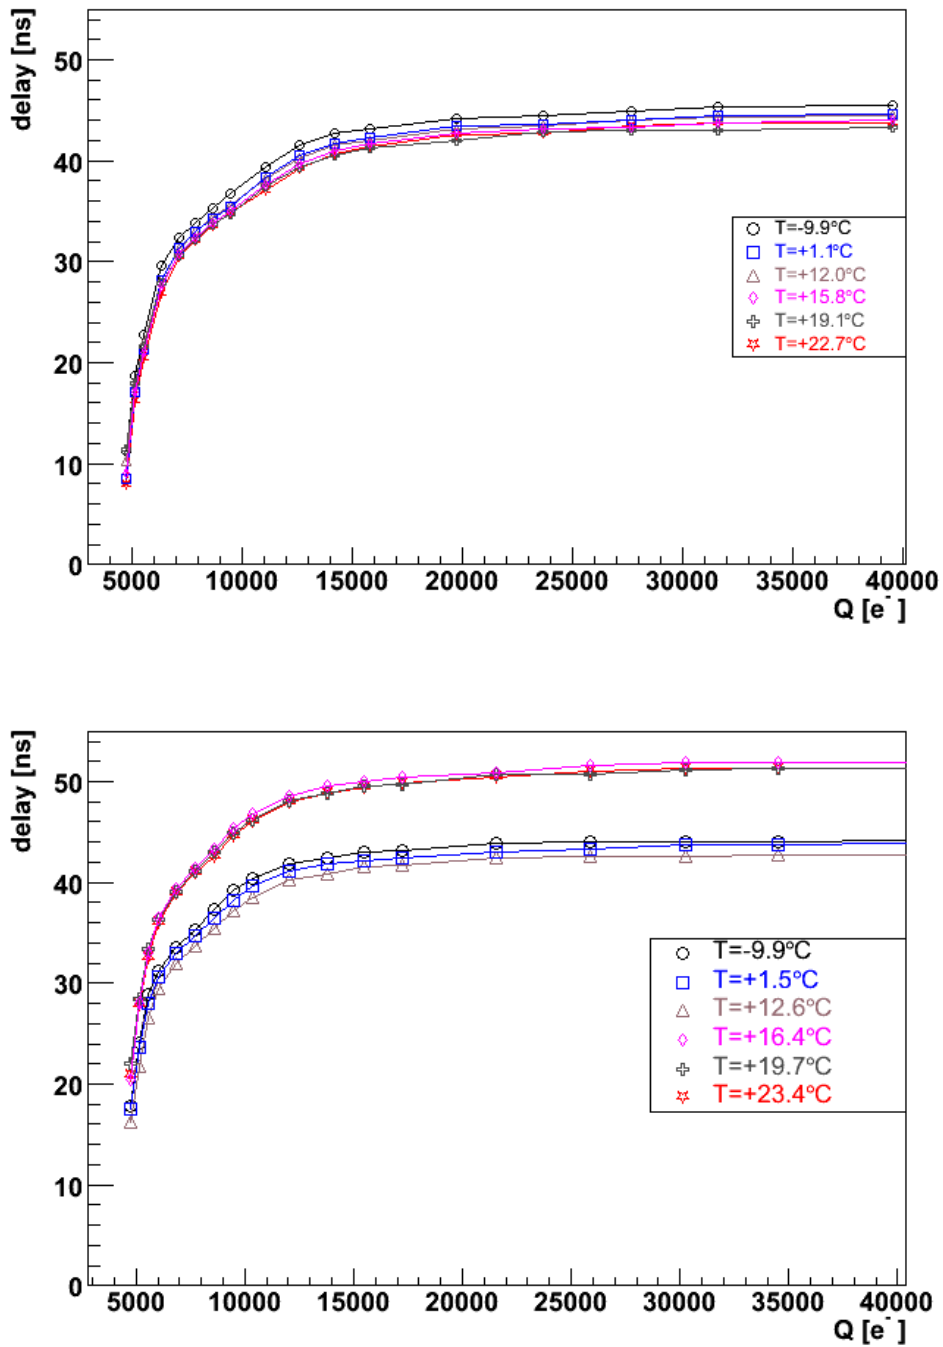 delay [ns]
50
40
30
20
10
0
T=-9.9°C
T=+1.1°C
T=+12.0°C
T=+15.8°C
T=+19.1°C
T=+22.7°C
5000 10000 15000 20000 25000 30000 35000 40000
Q [e⁻]
delay [ns]
50
40
30
20
10
0
T=-9.9°C
T=+1.5°C
T=+12.6°C
T=+16.4°C
T=+19.7°C
T=+23.4°C
5000 10000 15000 20000 25000 30000 35000 40000
Q [e⁻]